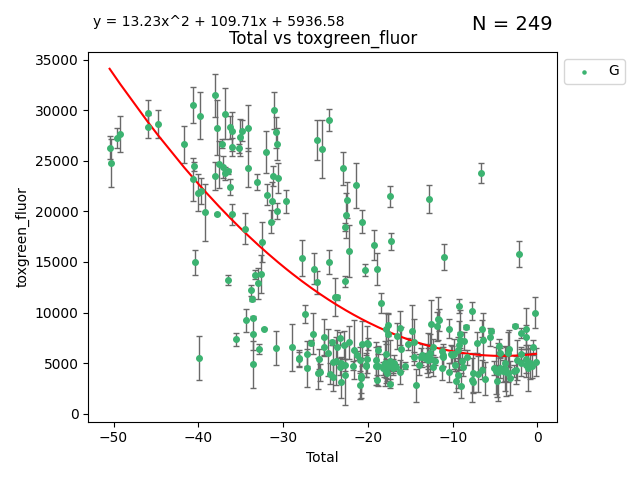 y = 13.23x^2 + 109.71x + 5936.58
N = 249
Total vs toxgreen_fluor
G
toxgreen_fluor
35000
30000
25000
20000
15000
10000
5000
0
−50
−40
−30
−20
−10
0
Total